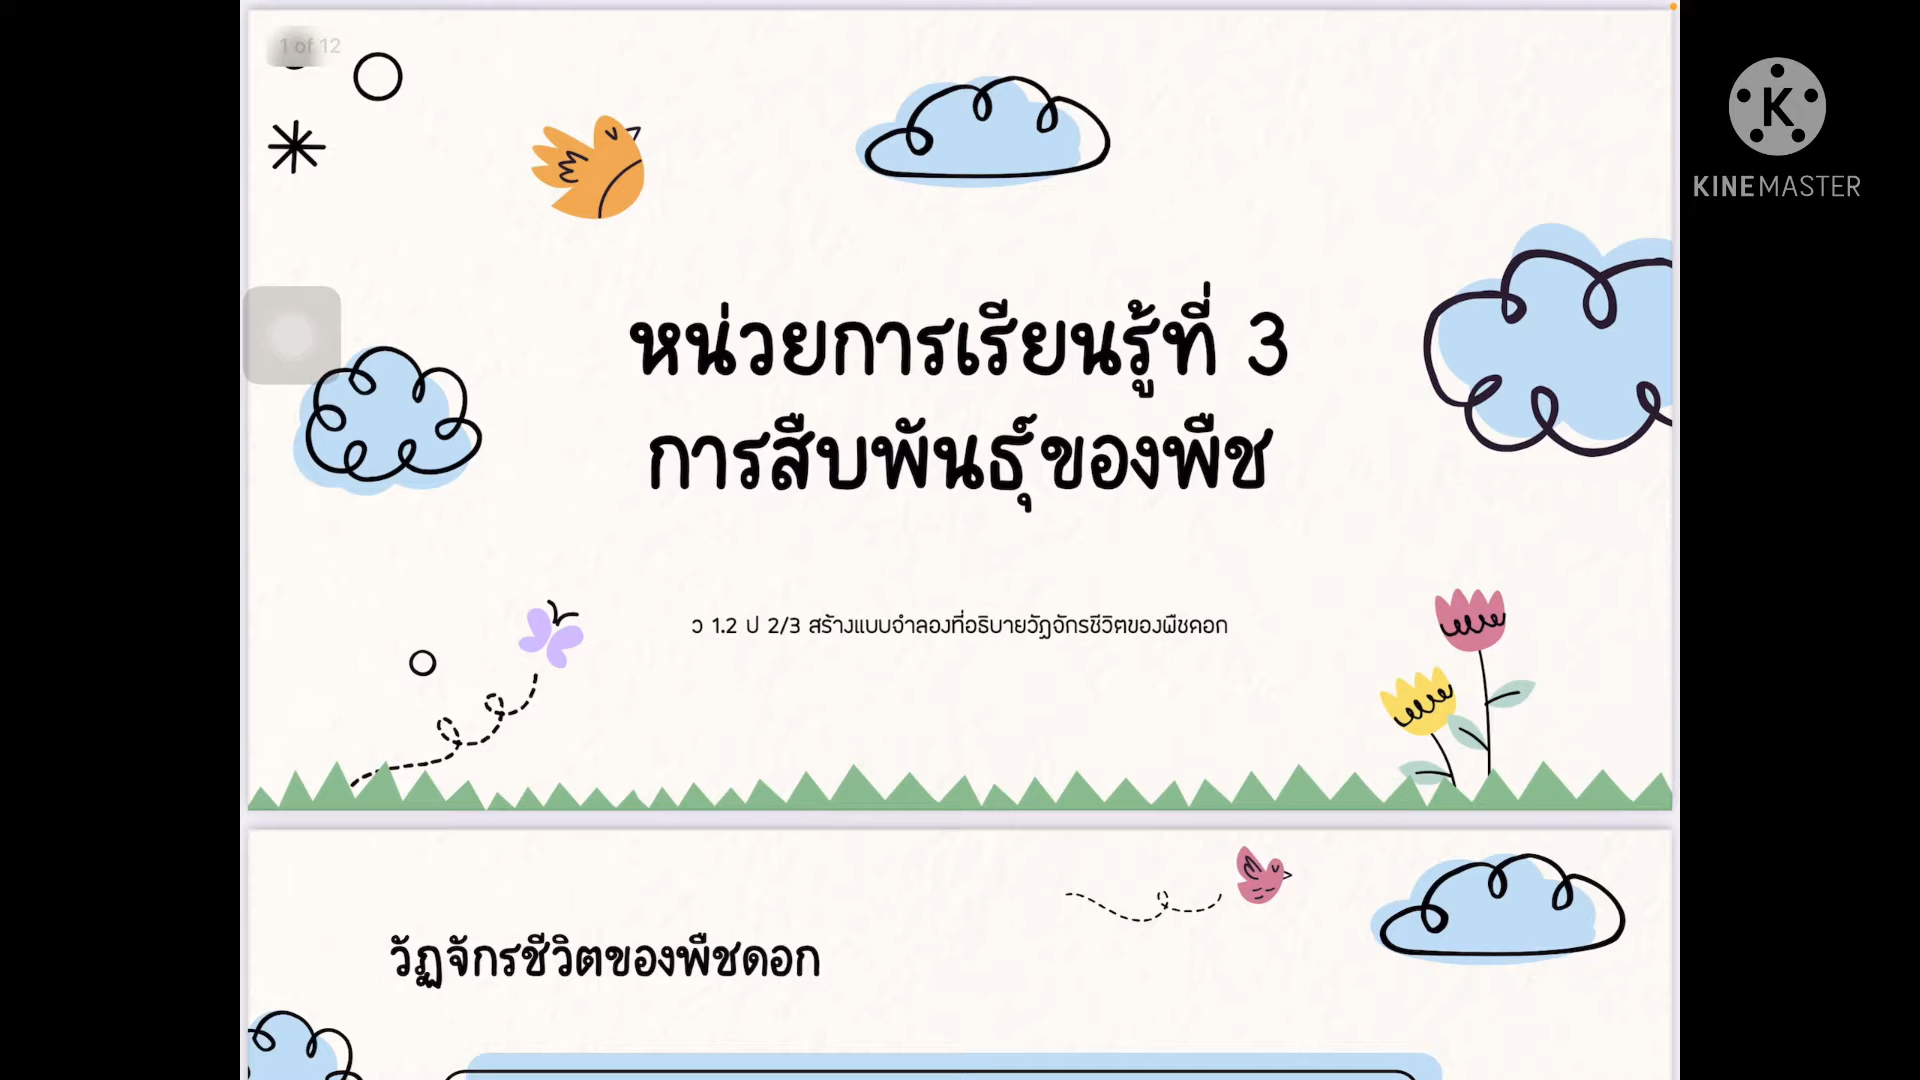 1 of 12
KINEMASTER
หน่วยการเรียนรู้ที่ 3
การสืบพันธุ์ของพืช
ว 1.2 ป 2/3 สร้างแบบจำลองที่อธิบายวัฏจักรชีวิตของพืชดอก
วัฏจักรชีวิตของพืชดอก